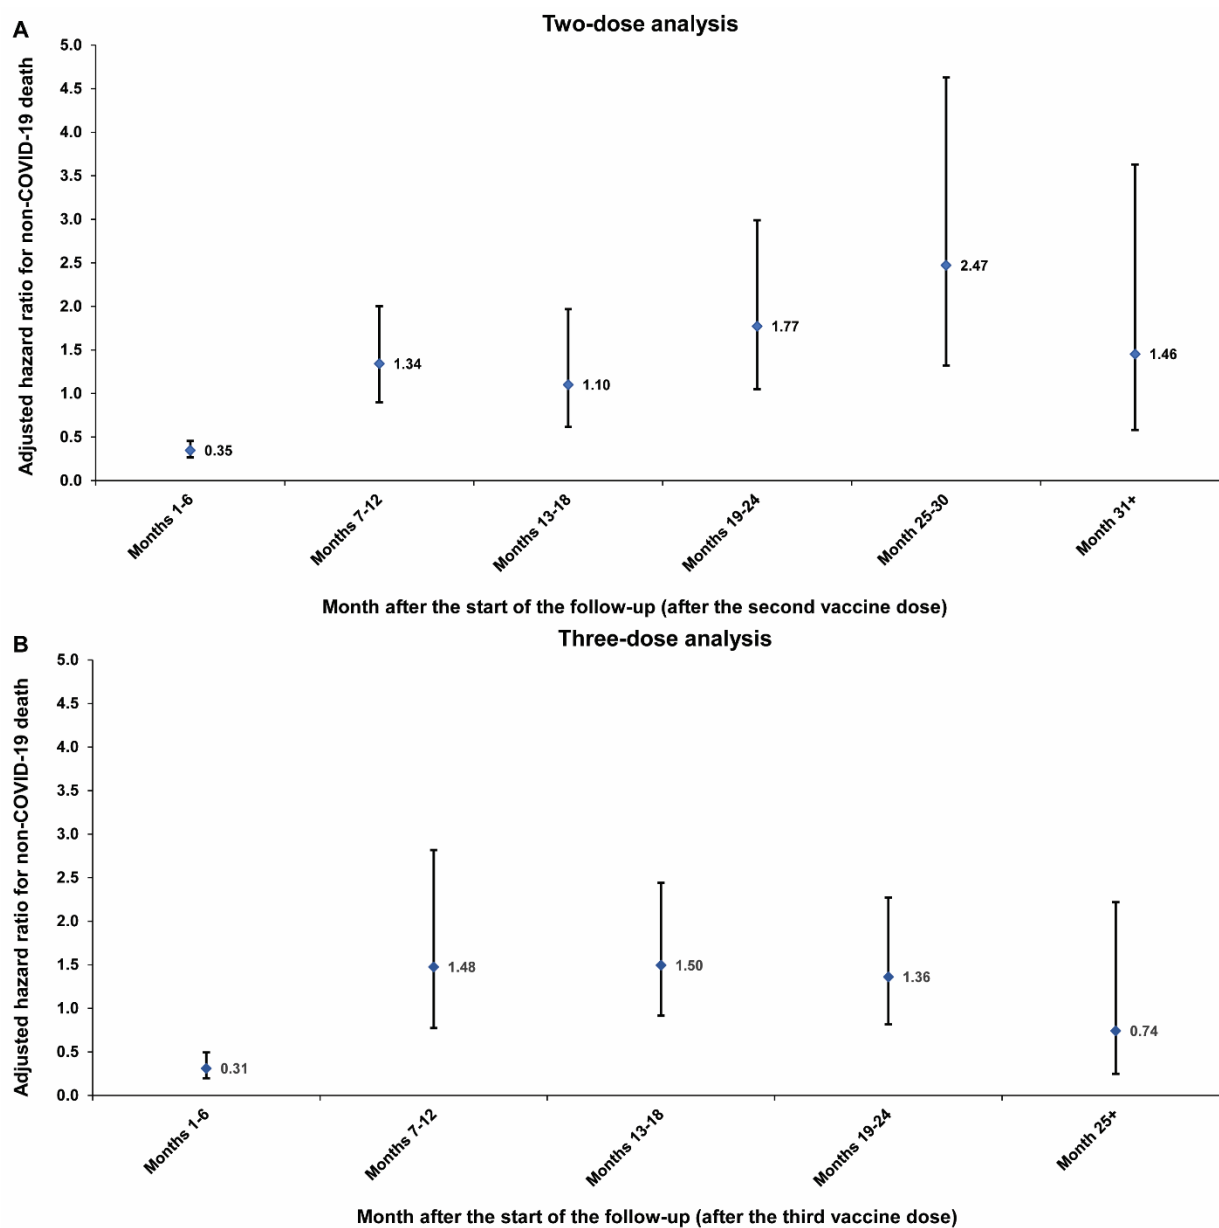 A
Two-dose analysis
Adjusted hazard ratio for non-COVID-19 death
5.0
4.5
4.0
3.5
3.0
2.5
2.0
1.5
1.0
0.5
0.0
0.35
1.34
1.10
1.77
2.47
1.46
Months 1-6
Months 7-12
Months 13-18
Months 19-24
Month 25-30
Month 31+
Month after the start of the follow-up (after the second vaccine dose)
B
Three-dose analysis
Adjusted hazard ratio for non-COVID-19 death
5.0
4.5
4.0
3.5
3.0
2.5
2.0
1.5
1.0
0.5
0.0
0.31
1.48
1.50
1.36
0.74
Months 1-6
Months 7-12
Months 13-18
Months 19-24
Month 25+
Month after the start of the follow-up (after the third vaccine dose)